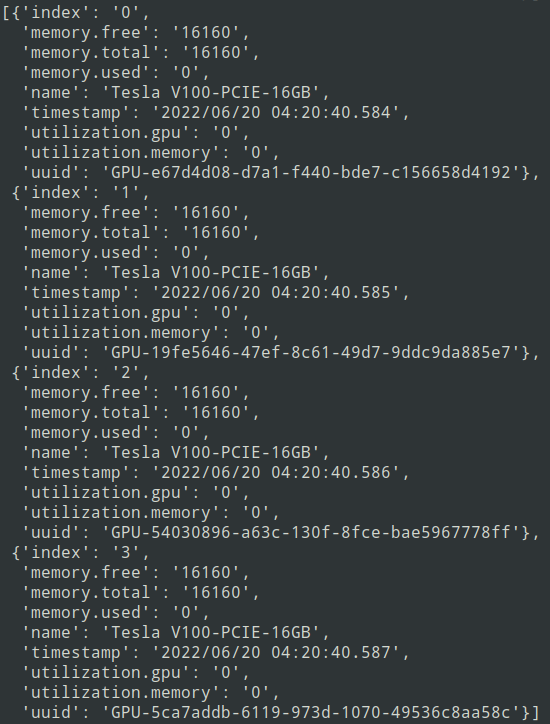 [{'index': '0',
'memory.free': '16160',
'memory.total': '16160',
'memory.used': '0',
'name': 'Tesla V100-PCIE-16GB',
'timestamp': '2022/06/20 04:20:40.584',
'utilization.gpu': '0',
'utilization.memory': '0',
'uuid': 'GPU-e67d4d08-d7a1-f440-bde7-c156658d4192'},
{'index': '1',
'memory.free': '16160',
'memory.total': '16160',
'memory.used': '0',
'name': 'Tesla V100-PCIE-16GB',
'timestamp': '2022/06/20 04:20:40.585',
'utilization.gpu': '0',
'utilization.memory': '0',
'uuid': 'GPU-19fe5646-47ef-8c61-49d7-9ddc9da885e7'},
{'index': '2',
'memory.free': '16160',
'memory.total': '16160',
'memory.used': '0',
'name': 'Tesla V100-PCIE-16GB',
'timestamp': '2022/06/20 04:20:40.586',
'utilization.gpu': '0',
'utilization.memory': '0',
'uuid': 'GPU-54030896-a63c-130f-8fce-bae5967778ff'},
{'index': '3',
'memory.free': '16160',
'memory.total': '16160',
'memory.used': '0',
'name': 'Tesla V100-PCIE-16GB',
'timestamp': '2022/06/20 04:20:40.587',
'utilization.gpu': '0',
'utilization.memory': '0',
'uuid': 'GPU-5ca7addb-6119-973d-1070-49536c8aa58c'}]